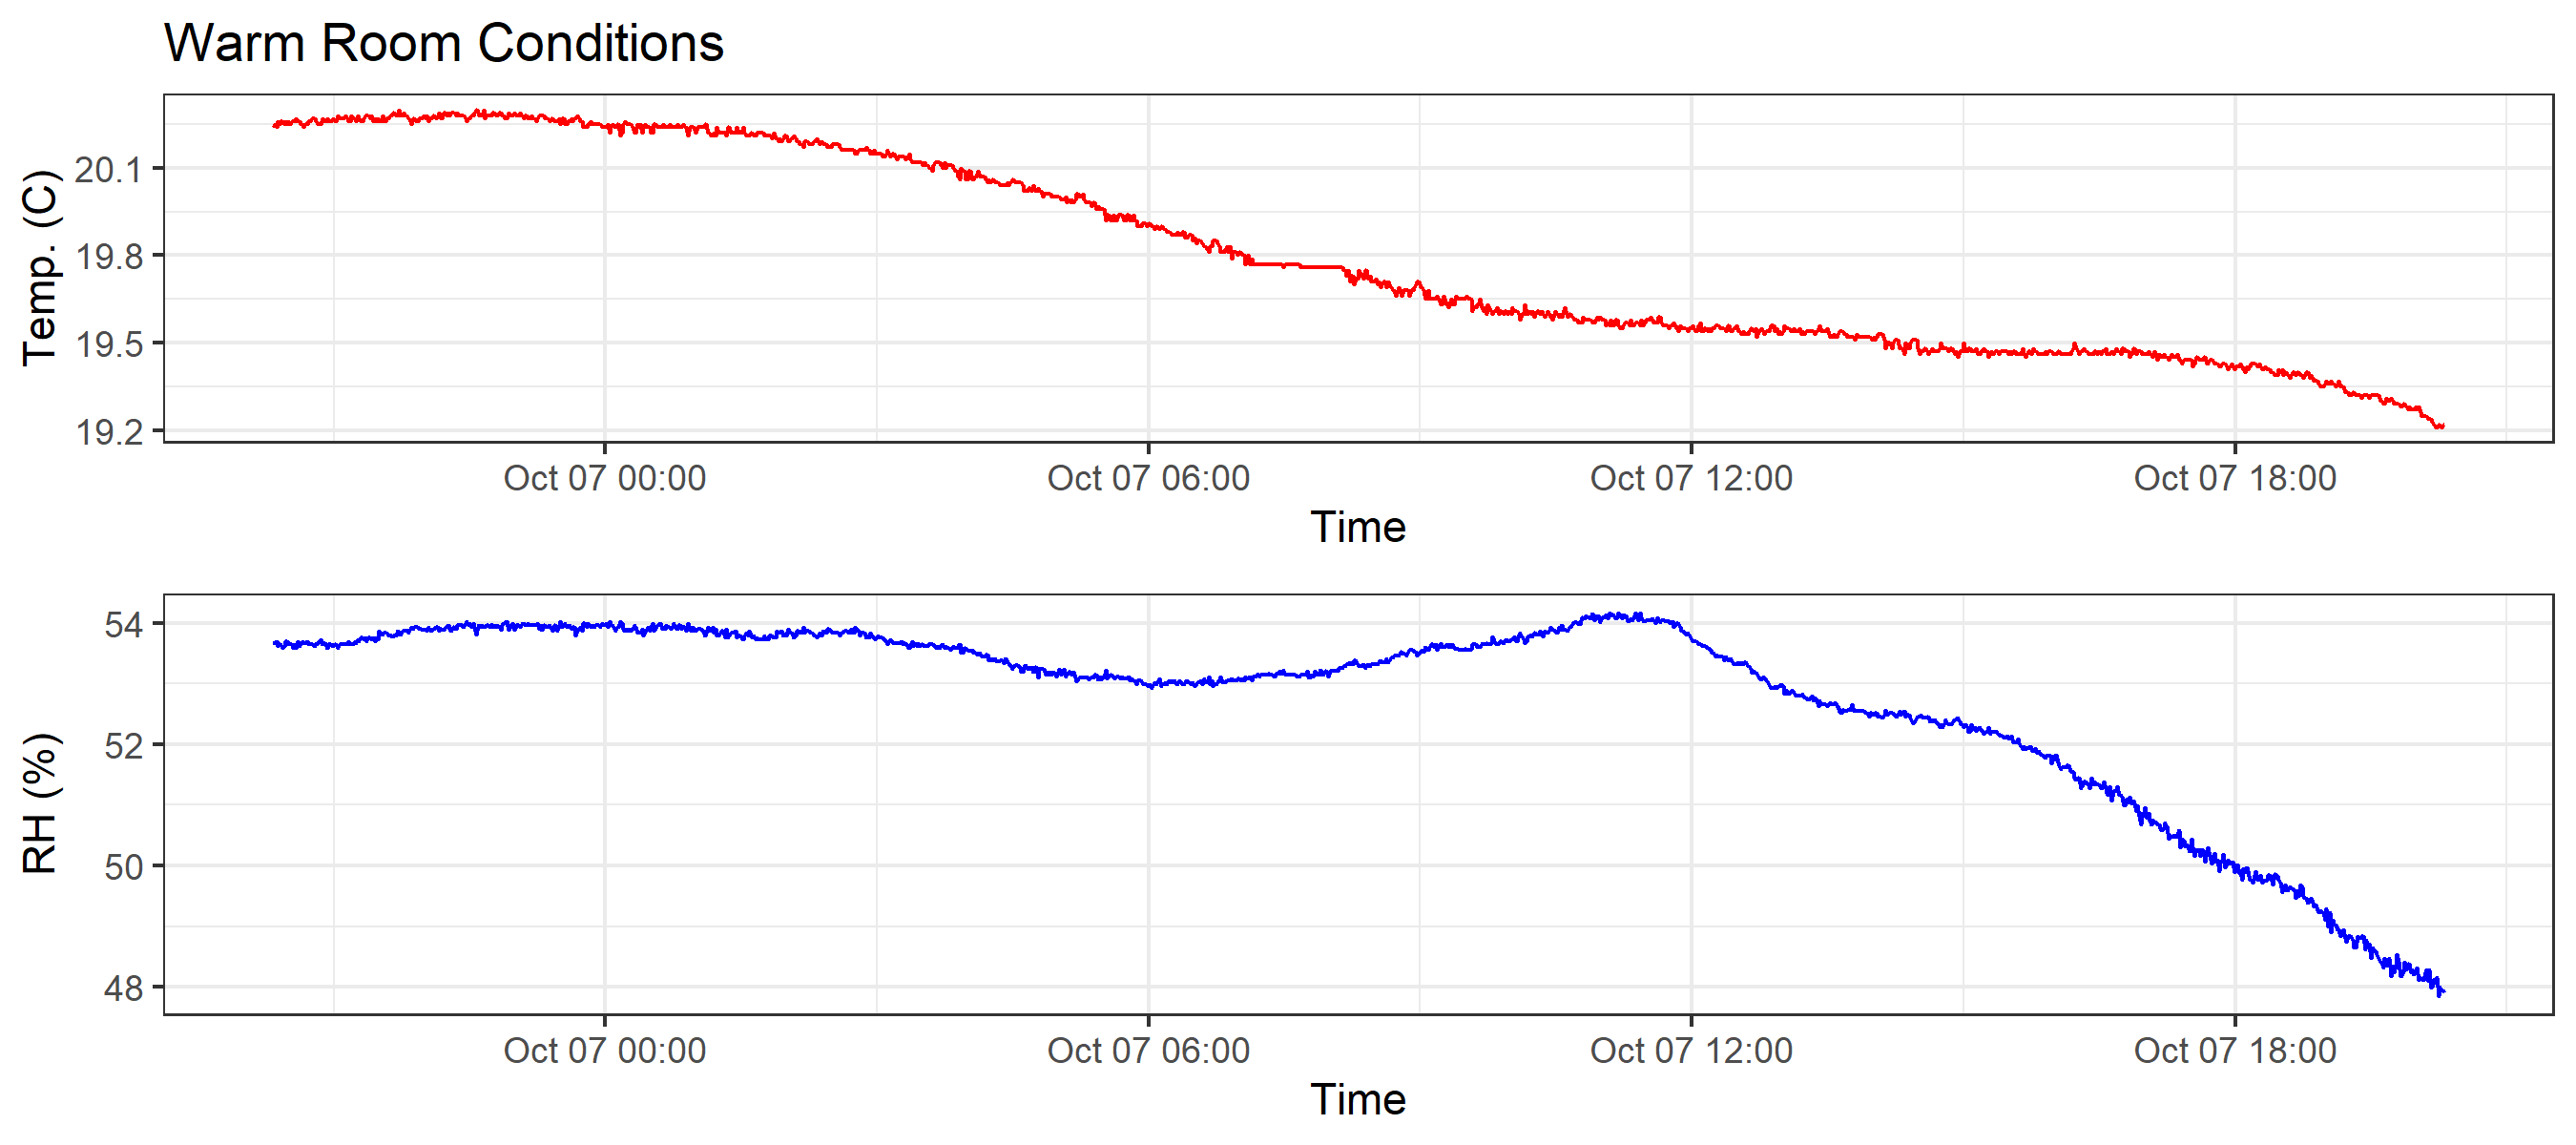 Warm Room Conditions
Temp. (C)
20.1
19.8
19.5
19.2
Oct 07 00:00 Oct 07 06:00 Oct 07 12:00 Oct 07 18:00
Time
RH (%)
54
52
50
48
Oct 07 00:00 Oct 07 06:00 Oct 07 12:00 Oct 07 18:00
Time